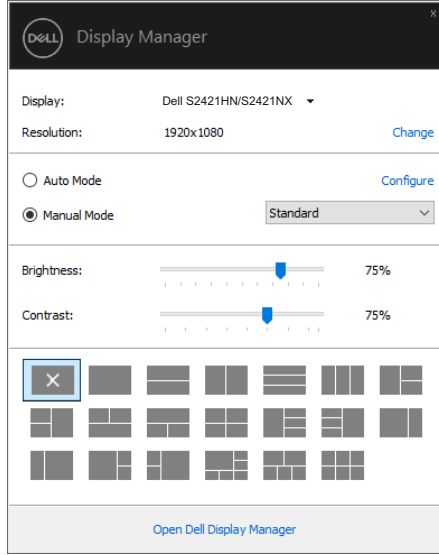 DELL Display Manager
Display: Dell S2421HN/S2421NX
Resolution: 1920x1080 Change
Auto Mode Configure
Manual Mode Standard
Brightness: 75%
Contrast: 75%
Open Dell Display Manager